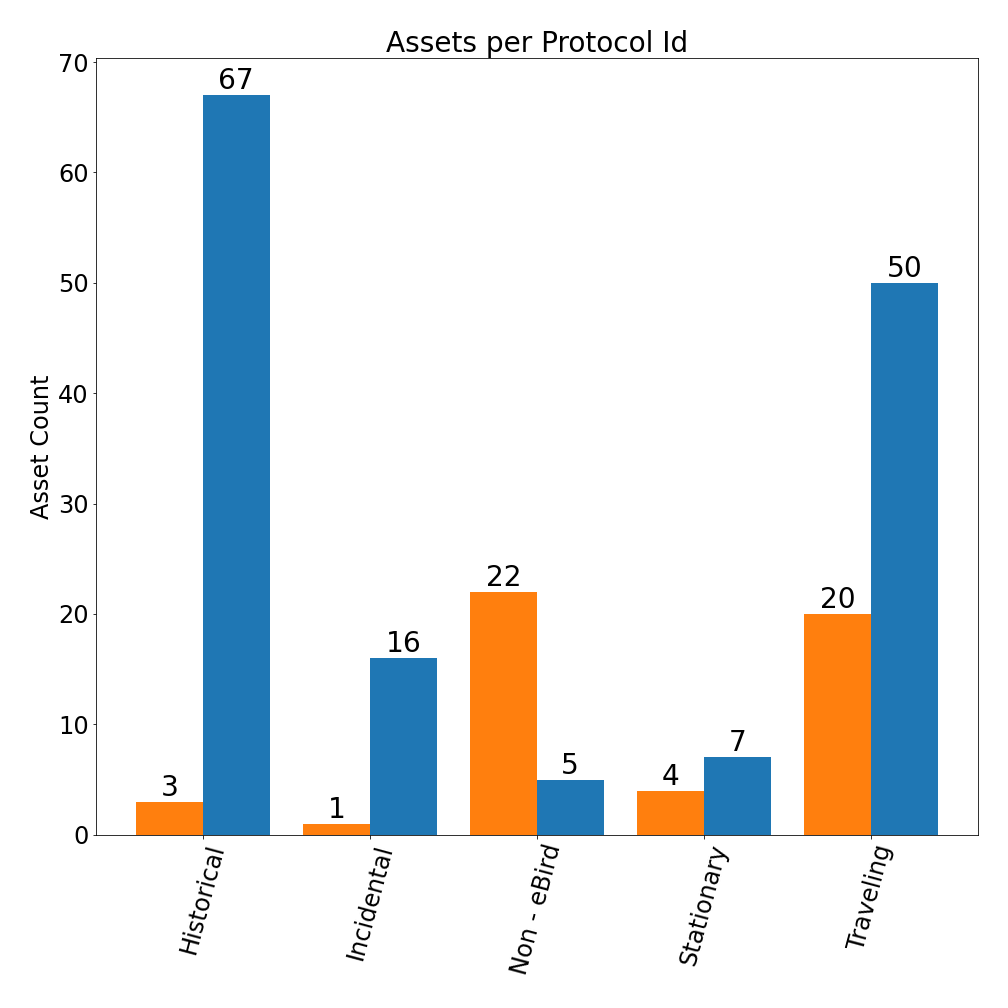 Assets per Protocol Id
Asset Count
70
60
50
40
30
20
10
0
3
67
1
16
22
5
4
7
20
50
Historical
Incidental
Non - eBird
Stationary
Traveling